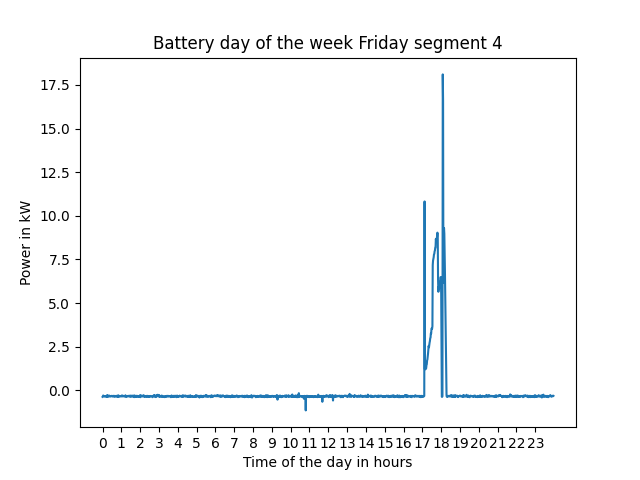 Battery day of the week Friday segment 4
17.5
15.0
12.5
10.0
7.5
5.0
2.5
0.0
Power in kW
0 1 2 3 4 5 6 7 8 9 10 11 12 13 14 15 16 17 18 19 20 21 22 23
Time of the day in hours